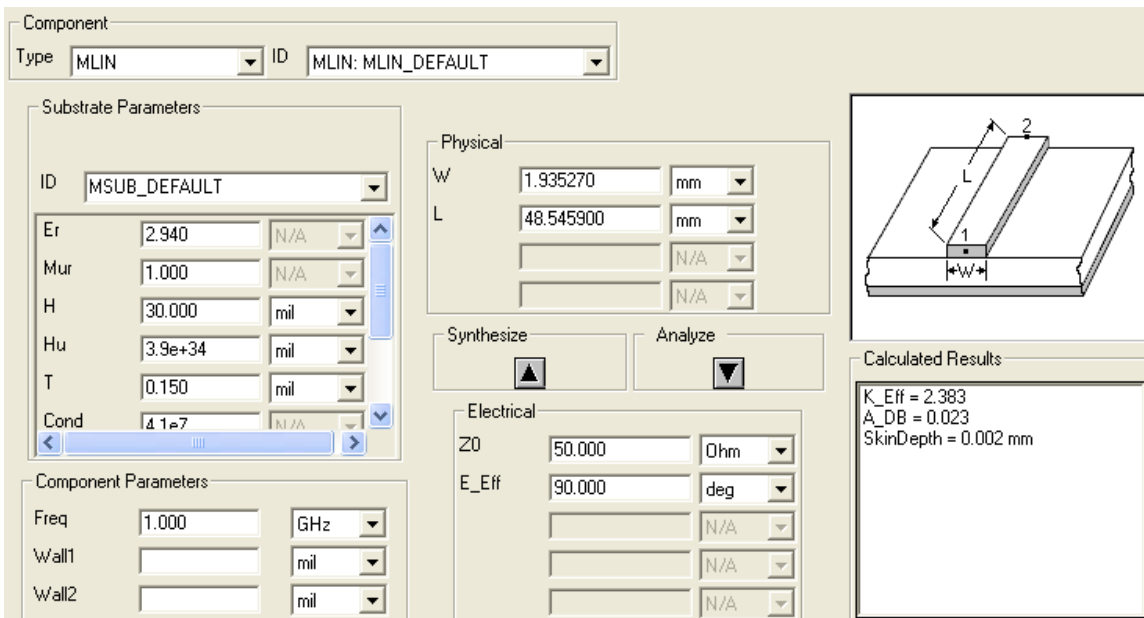 Component
Type MLIN ID MLIN: MLIN_DEFAULT
Substrate Parameters
ID MSUB_DEFAULT
Er 2.940 N/A
Mur 1.000 N/A
H 30.000 mil
Hu 3.9e+34 mil
T 0.150 mil
Cond 4.1e7 N/A
Component Parameters
Freq 1.000 GHz
Wall1 mil
Wall2 mil
Physical
W 1.935270 mm
L 48.545900 mm
N/A
N/A
Synthesize Analyze
Electrical
Z0 50.000 Ohm
E_Eff 90.000 deg
N/A
N/A
N/A
2
L
1
W
Calculated Results
K_Eff = 2.383
A_DB = 0.023
SkinDepth = 0.002 mm